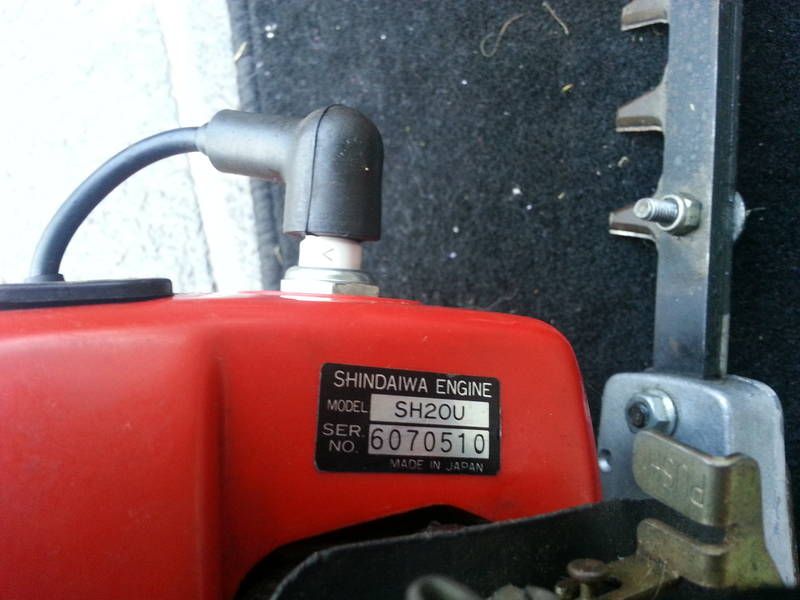 SHINDAIWA ENGINE
MODEL SH20U
SER. NO. 6070510
MADE IN JAPAN